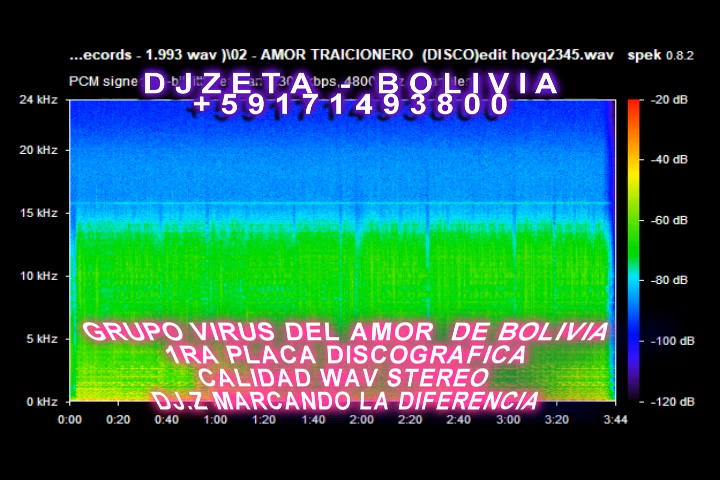 ...ecords - 1.993 wav )\02 - AMOR TRAICIONERO (DISCO)edit hoyq2345.wav spek 0.8.2
PCM
DJZETA - BOLIVIA
+59171493800
24 kHz
20 kHz
15 kHz
10 kHz
5 kHz
0 kHz
-20 dB
-40 dB
-60 dB
-80 dB
-100 dB
-120 dB
GRUPO VIRUS DEL AMOR DE BOLIVIA
1RA PLACA DISCOGRAFICA
CALIDAD WAV STEREO
DJ.Z MARCANDO LA DIFERENCIA
0:00 0:20 0:40 1:00 1:20 1:40 2:00 2:20 2:40 3:00 3:20 3:44